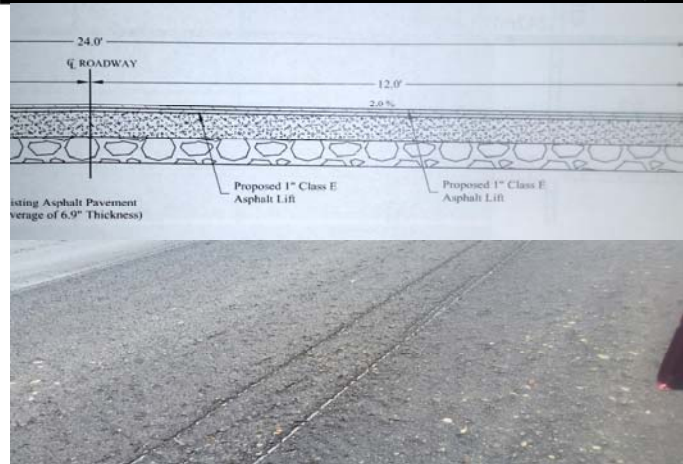 24.0'
℄ ROADWAY
12.0'
2.0 %
isting Asphalt Pavement
verage of 6.9" Thickness)
Proposed 1" Class E
Asphalt Lift
Proposed 1" Class E
Asphalt Lift